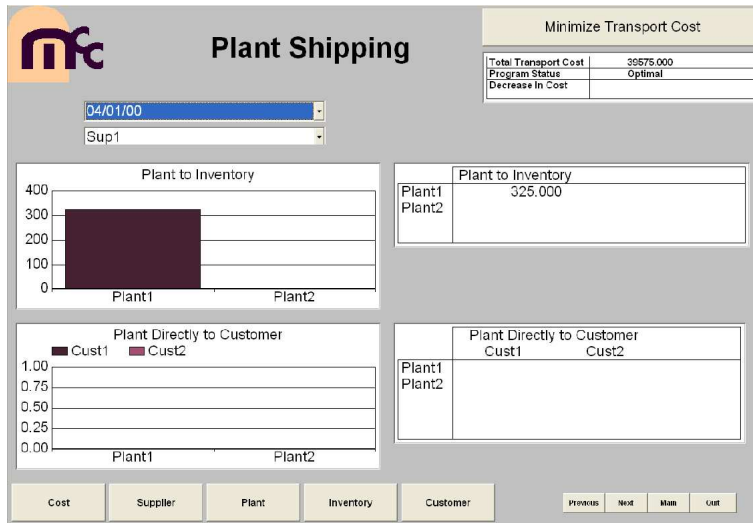 mcc
Plant Shipping
Minimize Transport Cost
Total Transport Cost 39575.000
Program Status Optimal
Decrease In Cost
04/01/00
Sup1
Plant to Inventory
400
300
200
100
0
Plant1 Plant2
Plant to Inventory
Plant1 325.000
Plant2
Plant Directly to Customer
Cust1 Cust2
1.00
0.75
0.50
0.25
0.00
Plant1 Plant2
Plant Directly to Customer
Cust1 Cust2
Plant1
Plant2
Cost Supplier Plant Inventory Customer
Previous Next Main Quit